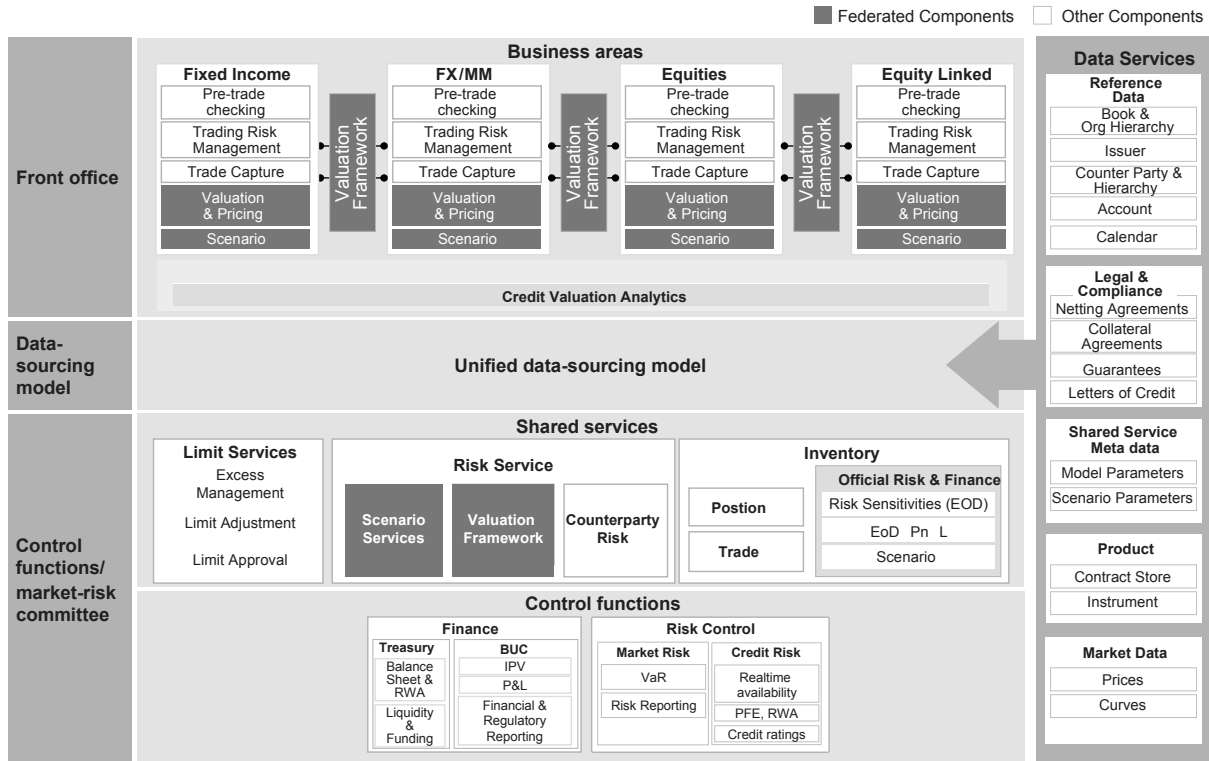 Federated Components
Other Components
Front office
Data-
sourcing
model
Control
functions/
market-risk
committee
Business areas
Fixed Income
Pre-trade
checking
Trading Risk
Management
Trade Capture
Valuation
& Pricing
Scenario
Valuation
Framework
FX/MM
Pre-trade
checking
Trading Risk
Management
Trade Capture
Valuation
& Pricing
Scenario
Valuation
Framework
Equities
Pre-trade
checking
Trading Risk
Management
Trade Capture
Valuation
& Pricing
Scenario
Valuation
Framework
Equity Linked
Pre-trade
checking
Trading Risk
Management
Trade Capture
Valuation
& Pricing
Scenario
Credit Valuation Analytics
Unified data-sourcing model
Shared services
Limit Services
Excess
Management
Limit Adjustment
Limit Approval
Risk Service
Scenario
Services
Valuation
Framework
Counterparty
Risk
Inventory
Postion
Trade
Official Risk & Finance
Risk Sensitivities (EOD)
EoD Pn L
Scenario
Control functions
Finance
Treasury
Balance
Sheet &
RWA
Liquidity
&
Funding
BUC
IPV
P&L
Financial &
Regulatory
Reporting
Risk Control
Market Risk
VaR
Risk Reporting
Credit Risk
Realtime
availability
PFE, RWA
Credit ratings
Data Services
Reference
Data
Book &
Org Hierarchy
Issuer
Counter Party &
Hierarchy
Account
Calendar
Legal &
Compliance
Netting Agreements
Collateral
Agreements
Guarantees
Letters of Credit
Shared Service
Meta data
Model Parameters
Scenario Parameters
Product
Contract Store
Instrument
Market Data
Prices
Curves